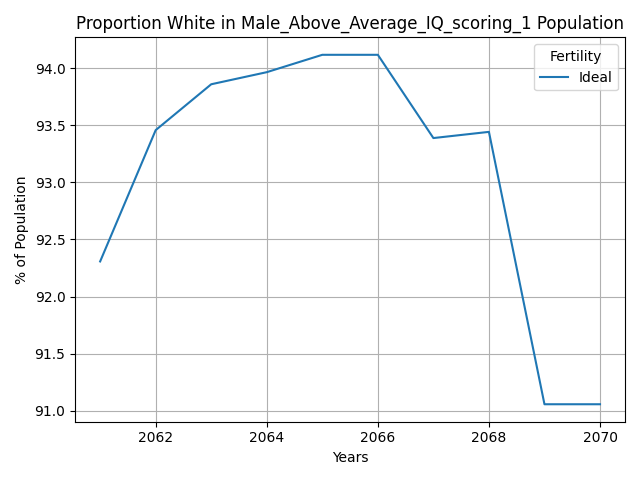 Proportion White in Male_Above_Average_IQ_scoring_1 Population
Fertility
Ideal
% of Population
94.0
93.5
93.0
92.5
92.0
91.5
91.0
2062 2064 2066 2068 2070
Years